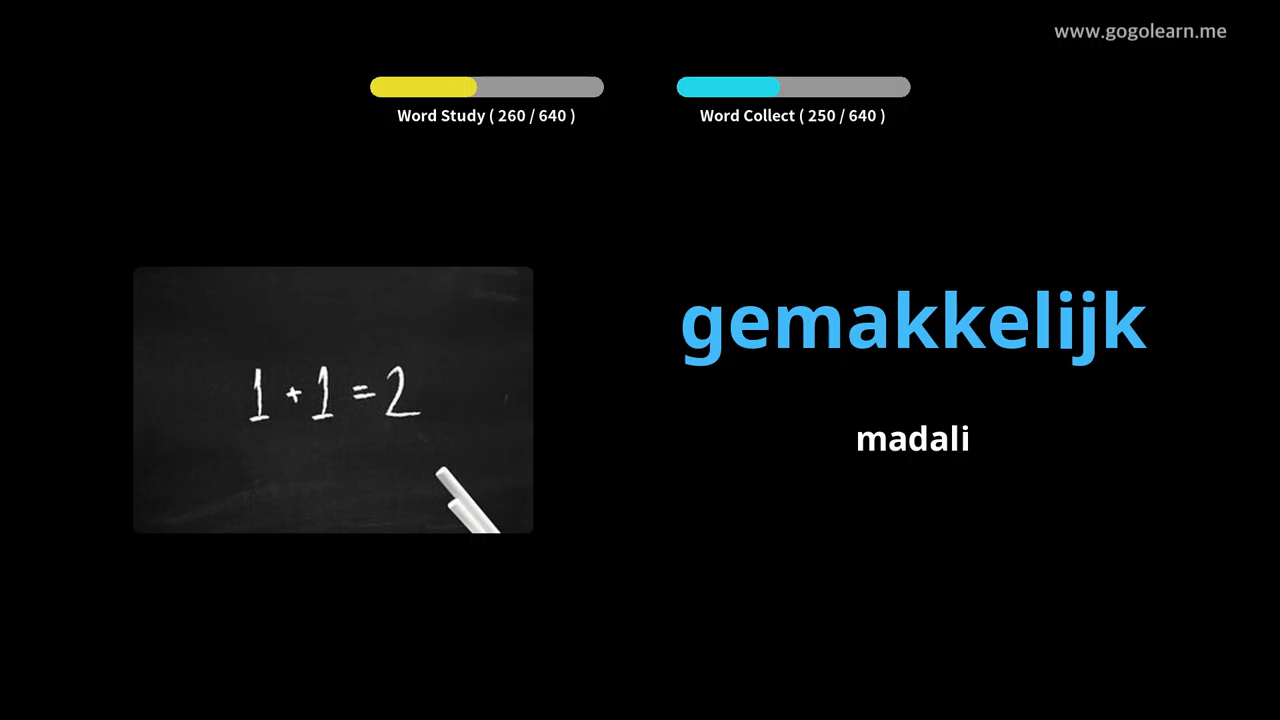 www.gogolearn.me
Word Study ( 260 / 640 )
Word Collect ( 250 / 640 )
1 + 1 = 2
gemakkelijk
madali